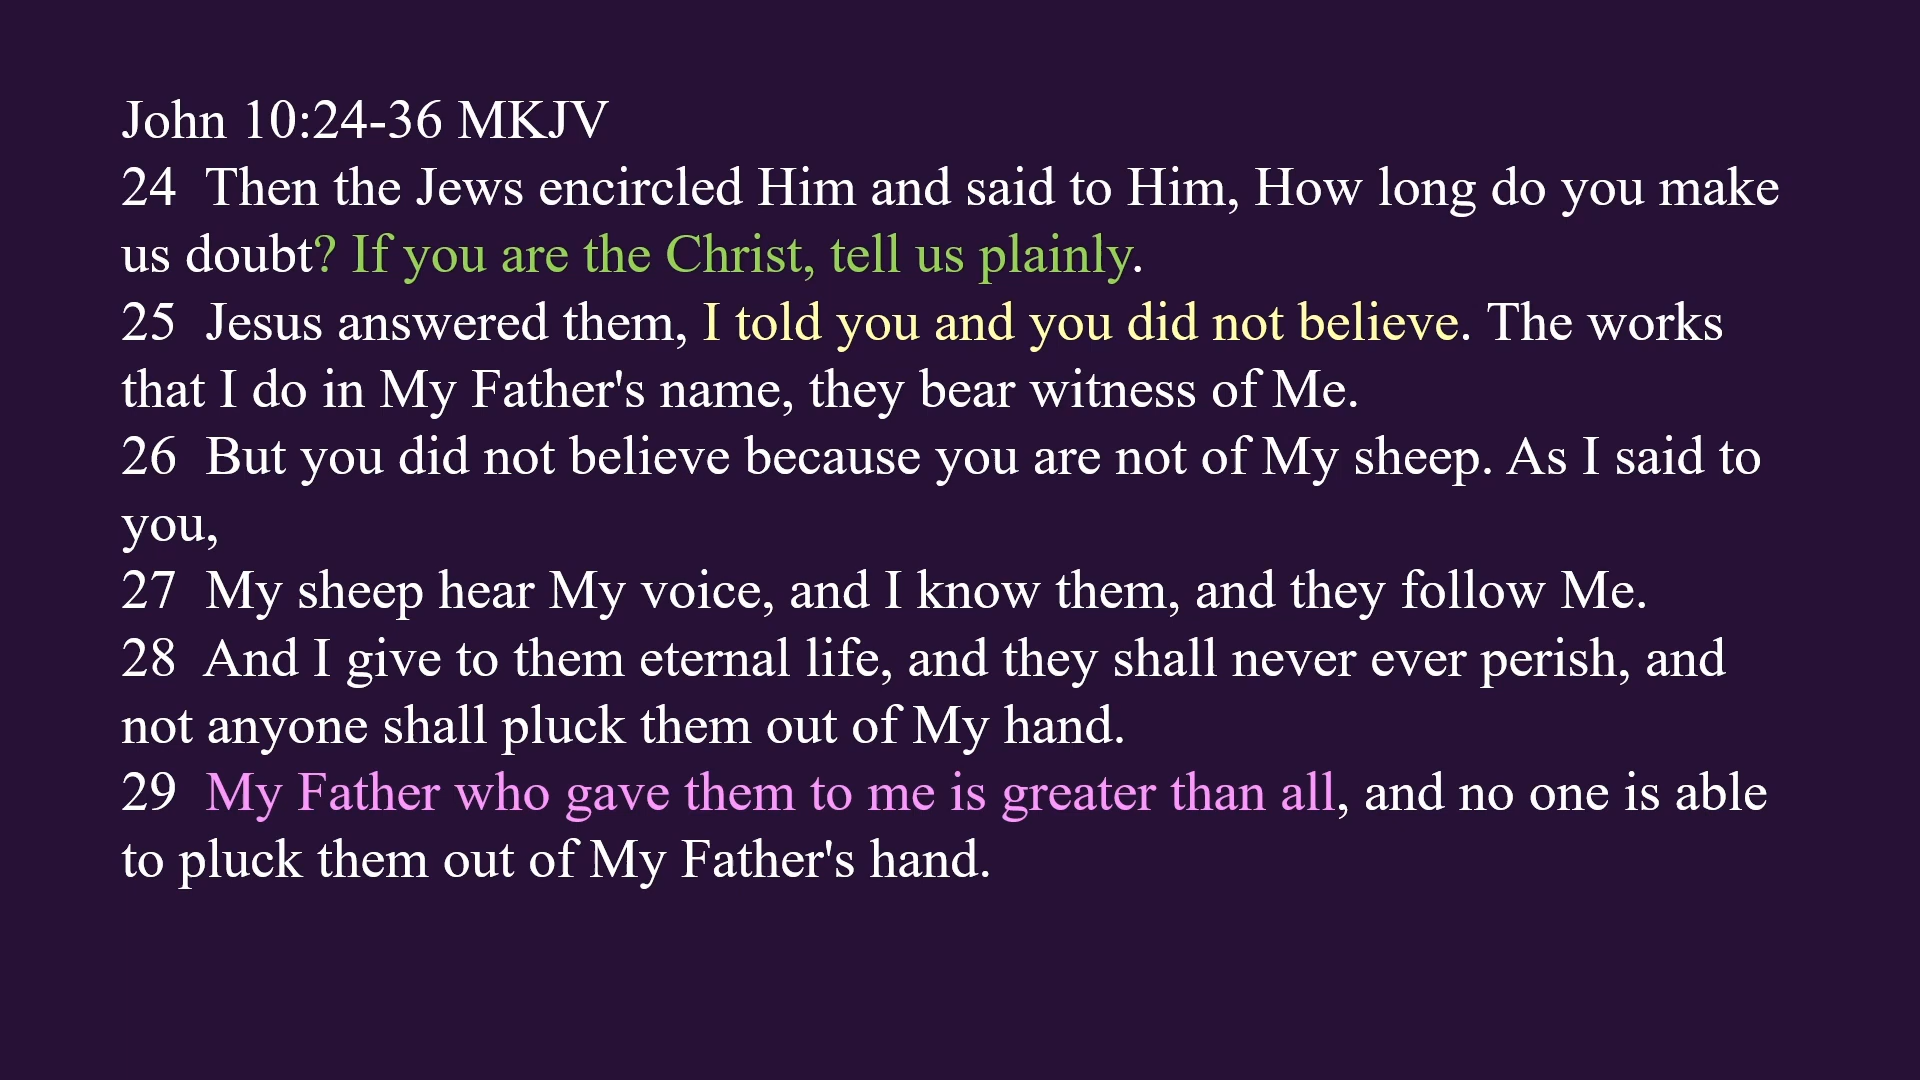 John 10:24-36 MKJV
24  Then the Jews encircled Him and said to Him, How long do you make
us doubt? If you are the Christ, tell us plainly.
25  Jesus answered them, I told you and you did not believe. The works
that I do in My Father's name, they bear witness of Me.
26  But you did not believe because you are not of My sheep. As I said to
you,
27  My sheep hear My voice, and I know them, and they follow Me.
28  And I give to them eternal life, and they shall never ever perish, and
not anyone shall pluck them out of My hand.
29  My Father who gave them to me is greater than all, and no one is able
to pluck them out of My Father's hand.